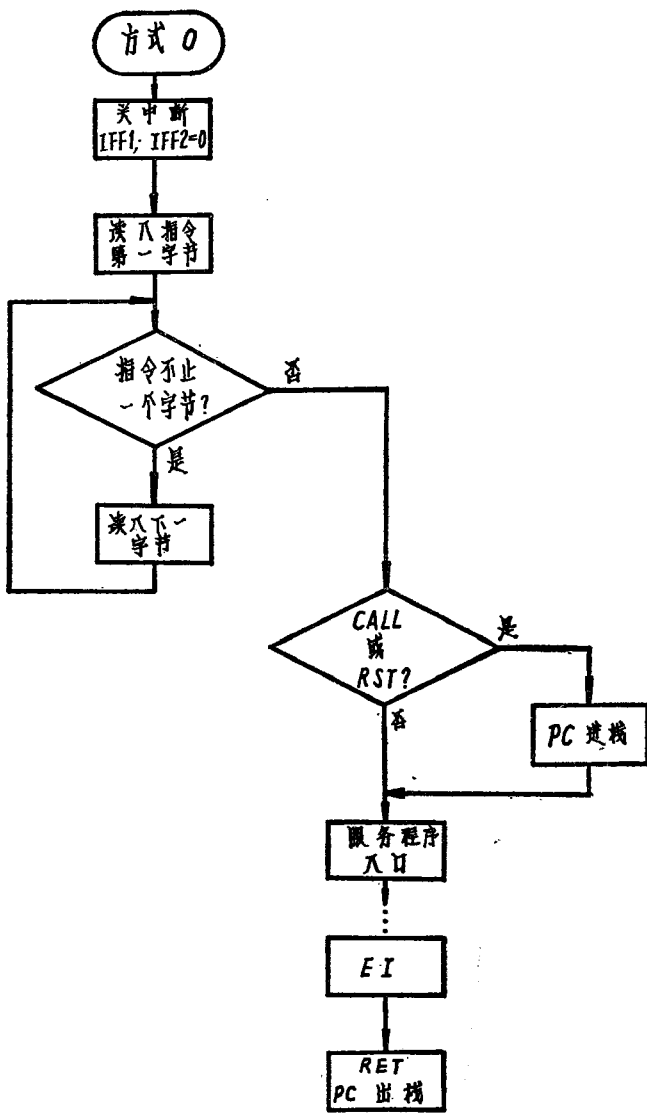 方式 0
关中断
IFF1; IFF2=0
读入指令
第一字节
指令不止
一个字节?
否
是
读入下一
字节
CALL
或
RST?
是
否
PC 进栈
服务程序
入口
EI
RET
PC 出栈